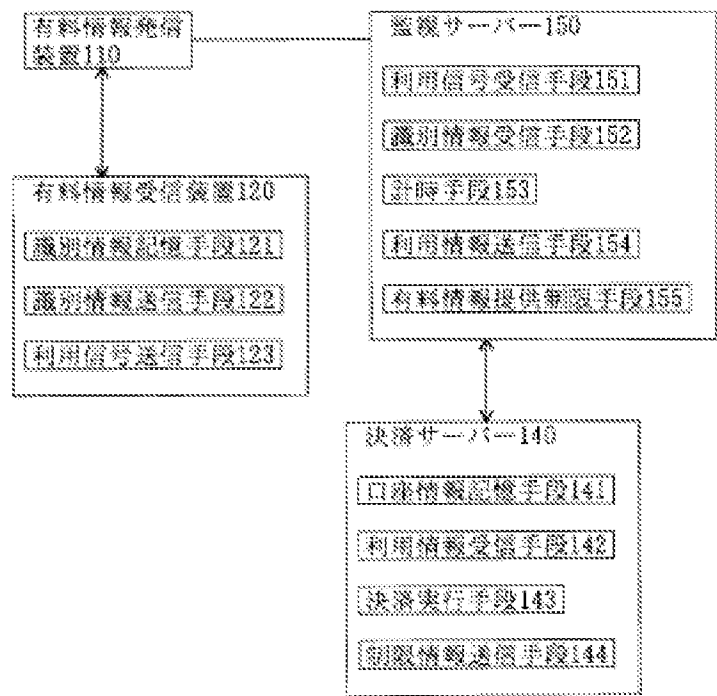 有料情報発信
装置110
監視サーバー150
利用信号受信手段151
識別情報受信手段152
計時手段153
利用情報送信手段154
有料情報提供制限手段155
有料情報受信装置120
識別情報記憶手段121
識別情報送信手段122
利用信号送信手段123
決済サーバー140
口座情報記憶手段141
利用情報受信手段142
決済実行手段143
制限情報送信手段144